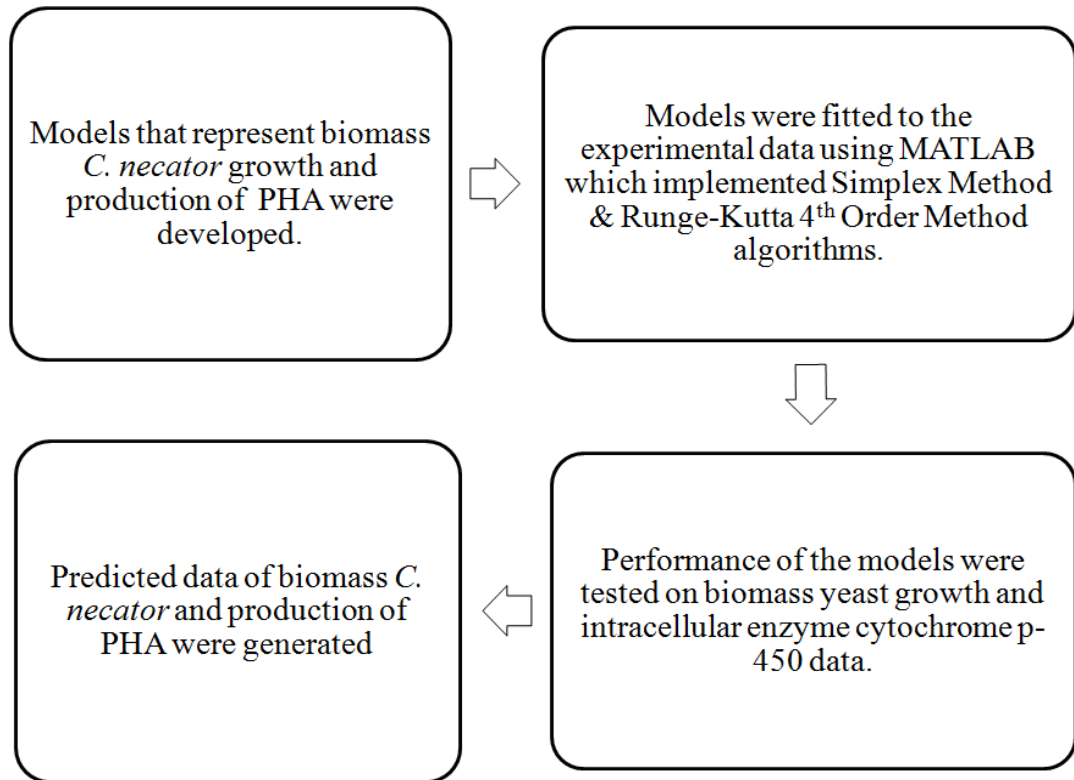 Models that represent biomass
C. necator growth and
production of PHA were
developed.
Models were fitted to the
experimental data using MATLAB
which implemented Simplex Method
& Runge-Kutta 4th Order Method
algorithms.
Performance of the models were
tested on biomass yeast growth and
intracellular enzyme cytochrome p-
450 data.
Predicted data of biomass C.
necator and production of
PHA were generated